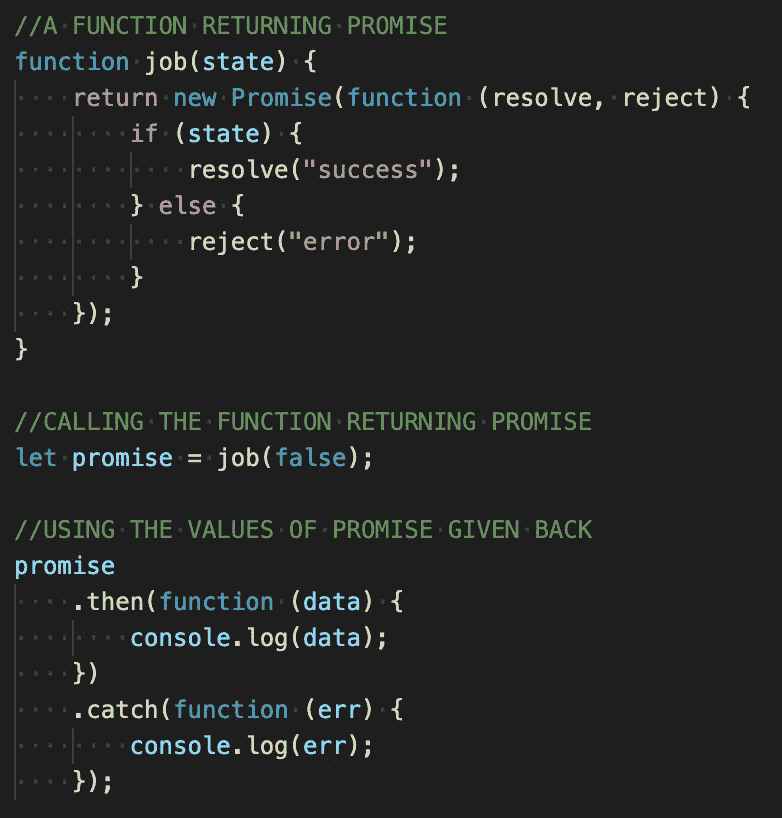 //A FUNCTION RETURNING PROMISE
function job(state) {
    return new Promise(function (resolve, reject) {
        if (state) {
            resolve("success");
        } else {
            reject("error");
        }
    });
}

//CALLING THE FUNCTION RETURNING PROMISE
let promise = job(false);

//USING THE VALUES OF PROMISE GIVEN BACK
promise
    .then(function (data) {
        console.log(data);
    })
    .catch(function (err) {
        console.log(err);
    });